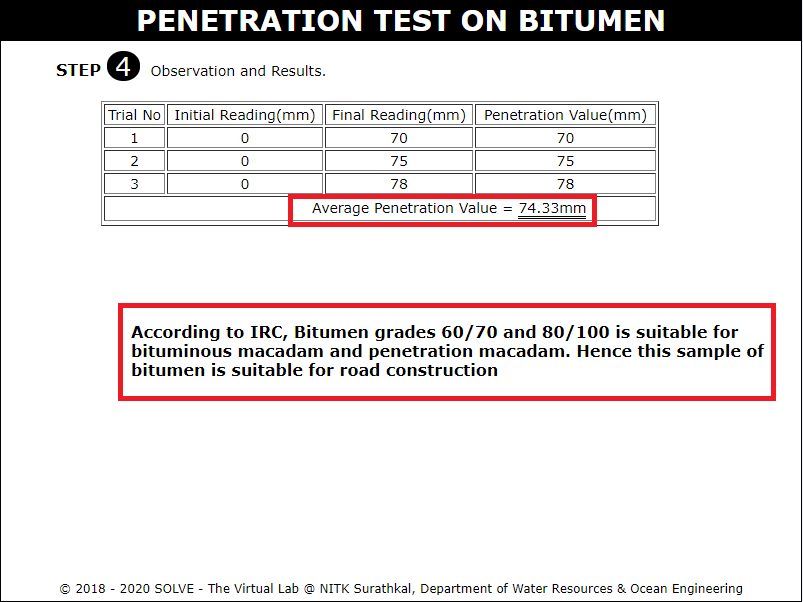 PENETRATION TEST ON BITUMEN
STEP 4 Observation and Results.
Trial No Initial Reading(mm) Final Reading(mm) Penetration Value(mm)
1 0 70 70
2 0 75 75
3 0 78 78
Average Penetration Value = 74.33mm
According to IRC, Bitumen grades 60/70 and 80/100 is suitable for
bituminous macadam and penetration macadam. Hence this sample of
bitumen is suitable for road construction
© 2018 - 2020 SOLVE - The Virtual Lab @ NITK Surathkal, Department of Water Resources & Ocean Engineering